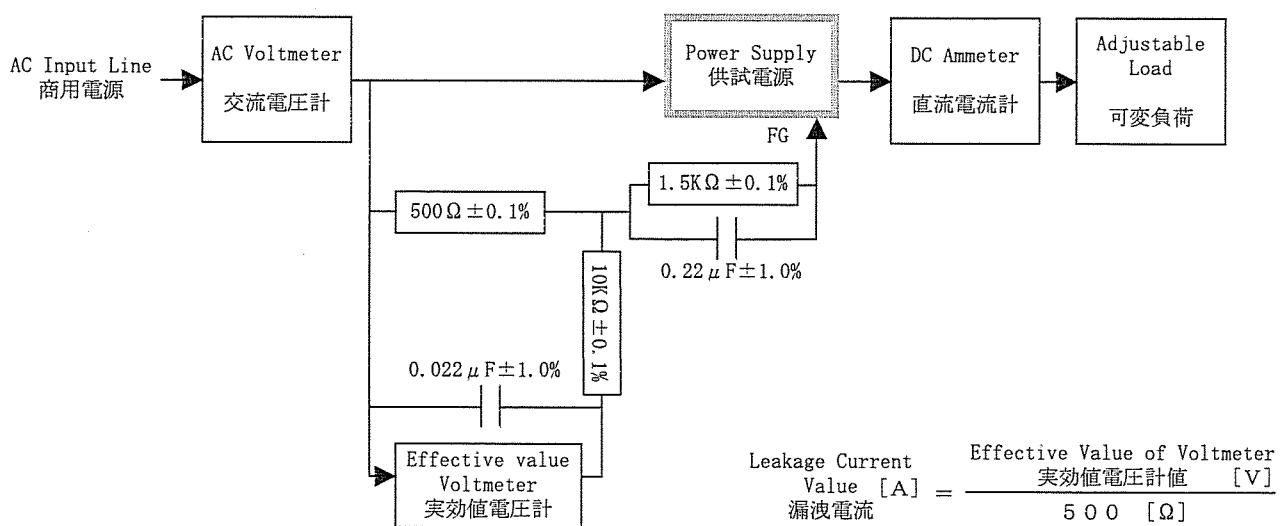 AC Input Line
商用電源
AC Voltmeter
交流電圧計
Power Supply
供試電源
DC Ammeter
直流電流計
Adjustable
Load
可変負荷
FG
1.5KΩ±0.1%
500Ω±0.1%
0.22μF±1.0%
10KΩ±0.1%
0.022μF±1.0%
Effective value
Voltmeter
実効値電圧計
Leakage Current
Value [A] =
漏洩電流
Effective Value of Voltmeter
実効値電圧計値 [V]
500 [Ω]